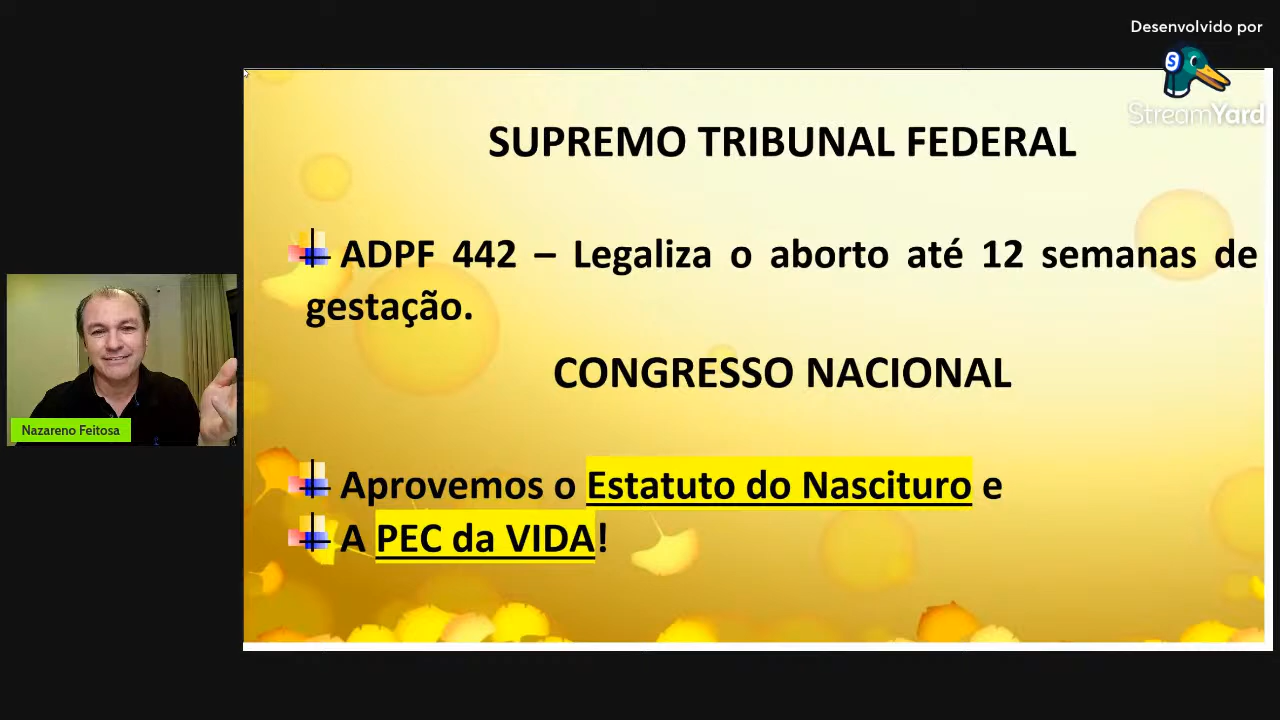 Desenvolvido por
StreamYard
SUPREMO TRIBUNAL FEDERAL
ADPF 442 – Legaliza o aborto até 12 semanas de
gestação.
CONGRESSO NACIONAL
Nazareno Feitosa
Aprovemos o Estatuto do Nascituro e
A PEC da VIDA!